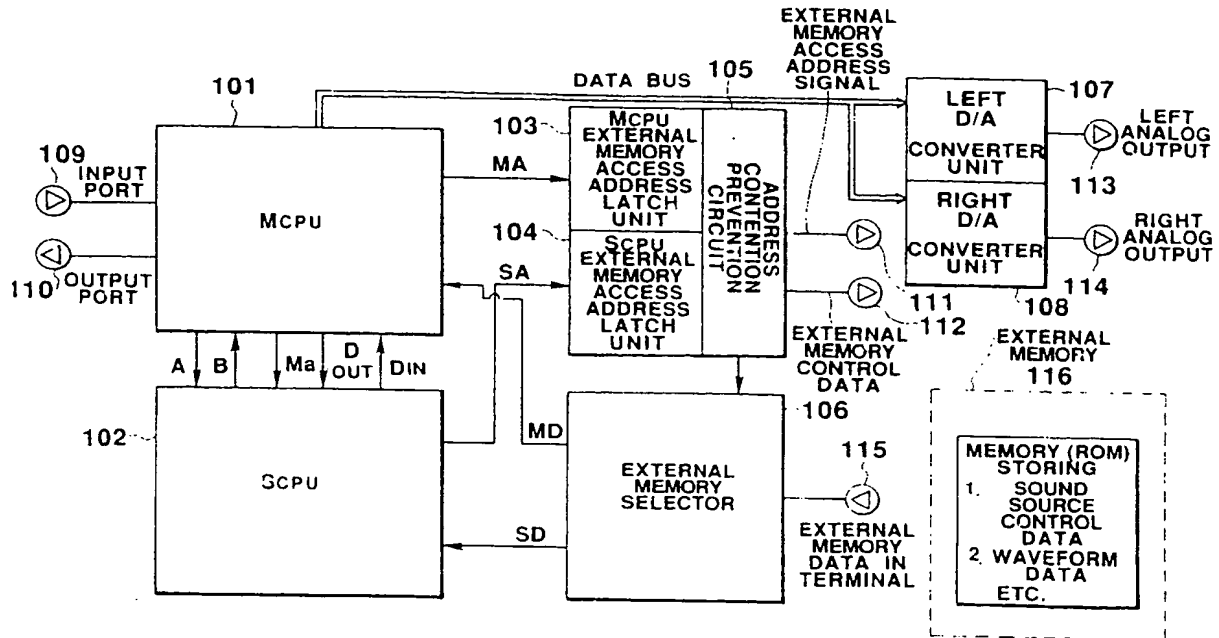 EXTERNAL
MEMORY
ACCESS
ADDRESS
SIGNAL
105
DATA BUS
101
109
INPUT
PORT
MCPU
OUTPUT
PORT
110
MA
103
MCPU
EXTERNAL
MEMORY
ACCESS
ADDRESS
LATCH
UNIT
104
SCPU
EXTERNAL
MEMORY
ACCESS
ADDRESS
LATCH
UNIT
ADDRESS
CONTENTION
PREVENTION
CIRCUIT
SA
LEFT
D/A
CONVERTER
UNIT
107
LEFT
ANALOG
OUTPUT
113
RIGHT
D/A
CONVERTER
UNIT
108
RIGHT
ANALOG
OUTPUT
114
111
112
EXTERNAL
MEMORY
CONTROL
DATA
A
B
Ma
D
OUT
DIN
102
SCPU
MD
SD
106
EXTERNAL
MEMORY
SELECTOR
115
EXTERNAL
MEMORY
DATA IN
TERMINAL
EXTERNAL
MEMORY
116
MEMORY (ROM)
STORING
1. SOUND
SOURCE
CONTROL
DATA
2. WAVEFORM
DATA
ETC.